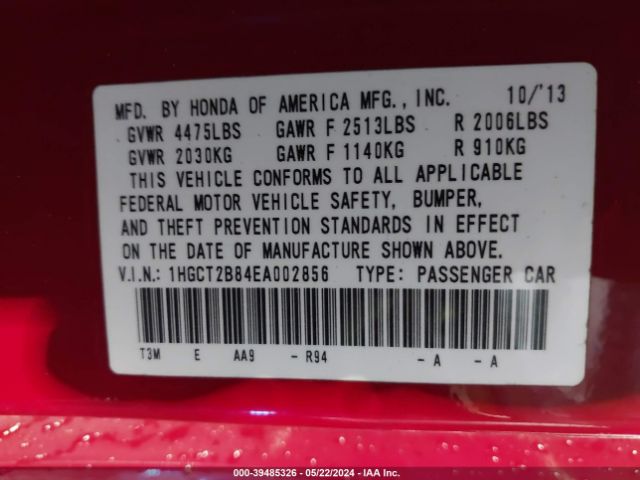 MFD. BY HONDA OF AMERICA MFG., INC. 10/'13
GVWR 4475LBS GAWR F 2513LBS R 2006LBS
GVWR 2030KG GAWR F 1140KG R 910KG
THIS VEHICLE CONFORMS TO ALL APPLICABLE
FEDERAL MOTOR VEHICLE SAFETY, BUMPER,
AND THEFT PREVENTION STANDARDS IN EFFECT
ON THE DATE OF MANUFACTURE SHOWN ABOVE.
V.I.N.: 1HGCT2B84EA002856 TYPE: PASSENGER CAR
T3M E AA9 - R94 - A - A
000-39485326 - 05/22/2024 - IAA Inc.